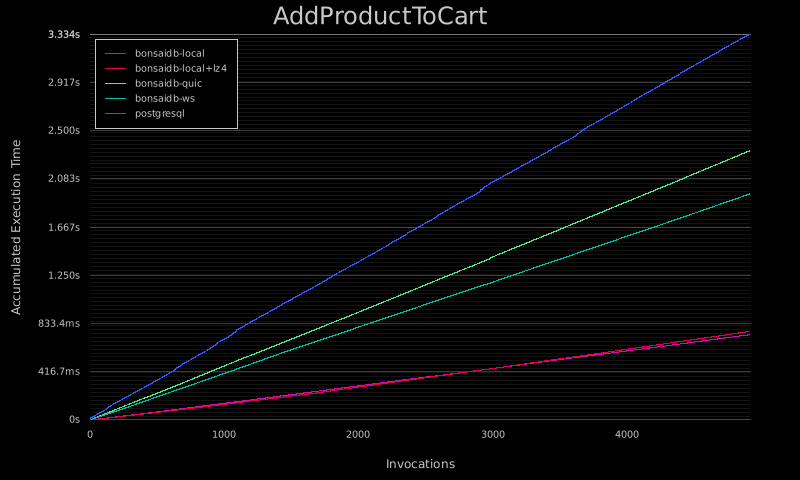 AddProductToCart
3.334s
2.917s
2.500s
2.083s
1.667s
1.250s
833.4ms
416.7ms
0s
Accumulated Execution Time
bonsaidb-local
bonsaidb-local+lz4
bonsaidb-quic
bonsaidb-ws
postgresql
0 1000 2000 3000 4000
Invocations